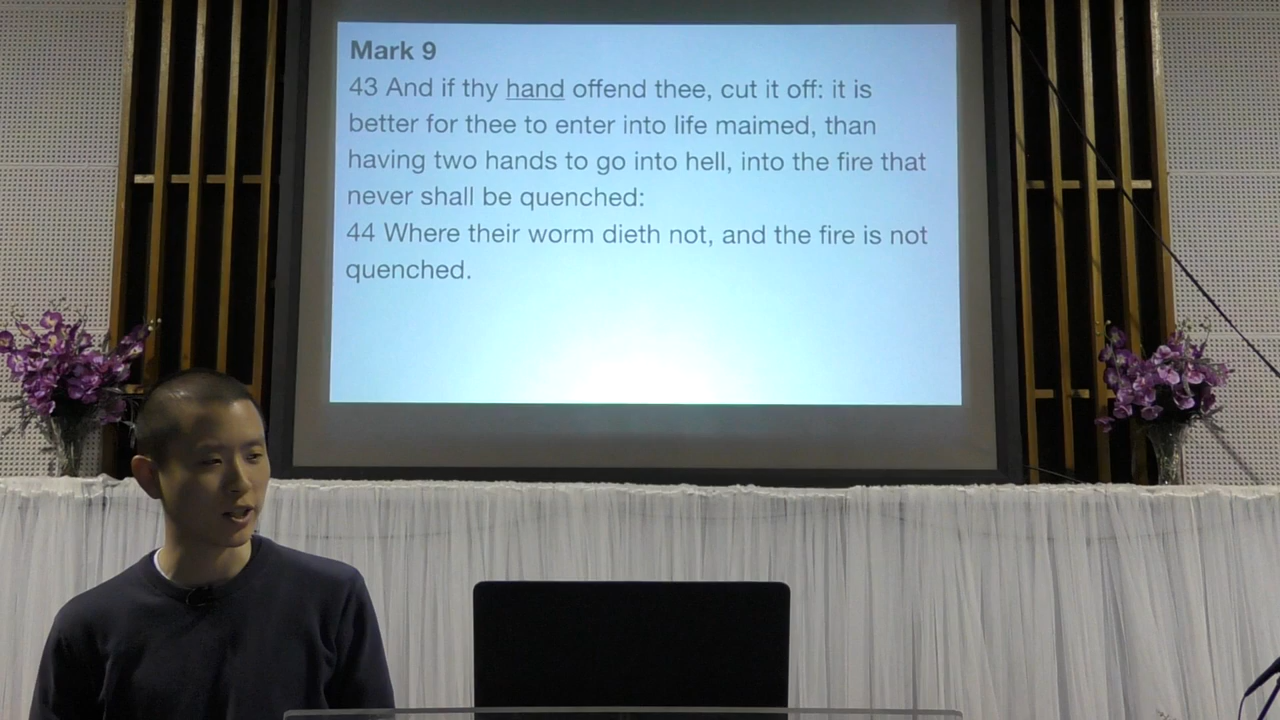 Mark 9
43 And if thy hand offend thee, cut it off: it is
better for thee to enter into life maimed, than
having two hands to go into hell, into the fire that
never shall be quenched:
44 Where their worm dieth not, and the fire is not
quenched.